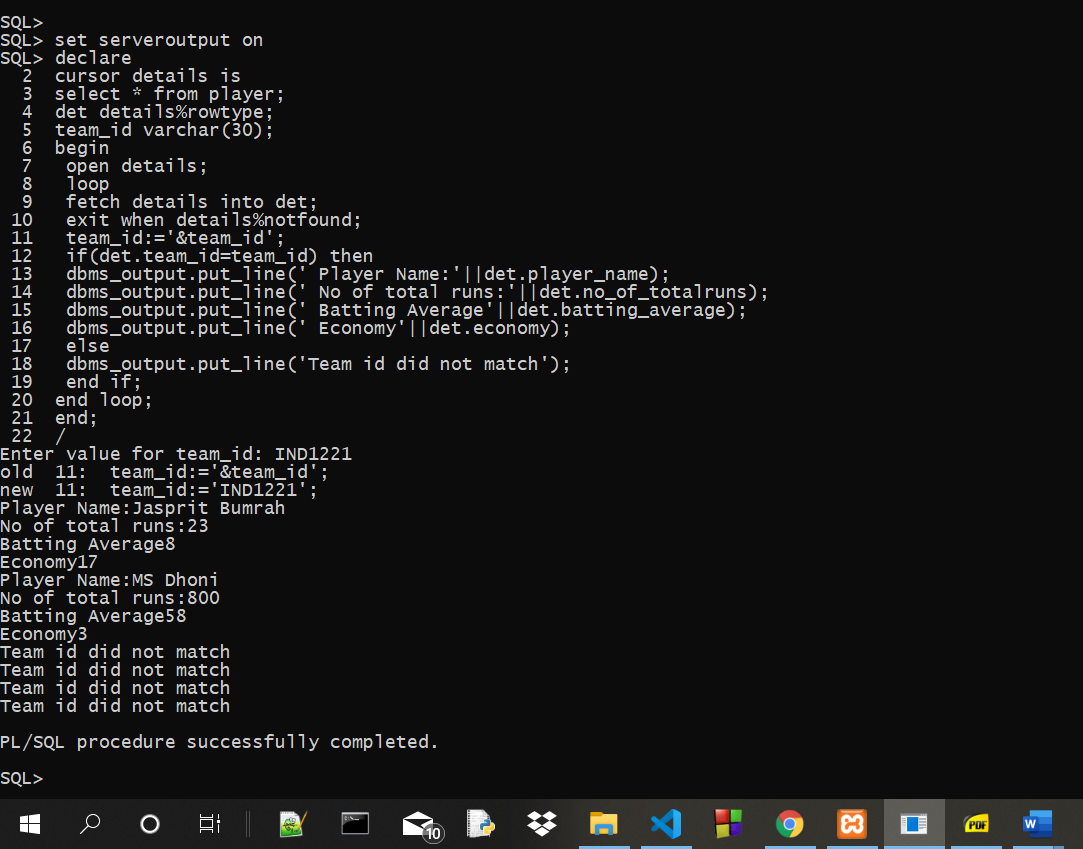 SQL>
SQL> set serveroutput on
SQL> declare
  2  cursor details is
  3  select * from player;
  4  det details%rowtype;
  5  team_id varchar(30);
  6  begin
  7   open details;
  8   loop
  9   fetch details into det;
 10   exit when details%notfound;
 11   team_id:='&team_id';
 12   if(det.team_id=team_id) then
 13   dbms_output.put_line(' Player Name:'||det.player_name);
 14   dbms_output.put_line(' No of total runs:'||det.no_of_totalruns);
 15   dbms_output.put_line(' Batting Average'||det.batting_average);
 16   dbms_output.put_line(' Economy'||det.economy);
 17   else
 18   dbms_output.put_line('Team id did not match');
 19   end if;
 20  end loop;
 21  end;
 22  /
Enter value for team_id: IND1221
old  11:  team_id:='&team_id';
new  11:  team_id:='IND1221';
Player Name:Jasprit Bumrah
No of total runs:23
Batting Average8
Economy17
Player Name:MS Dhoni
No of total runs:800
Batting Average58
Economy3
Team id did not match
Team id did not match
Team id did not match
Team id did not match
PL/SQL procedure successfully completed.
SQL>
10
PDF
W